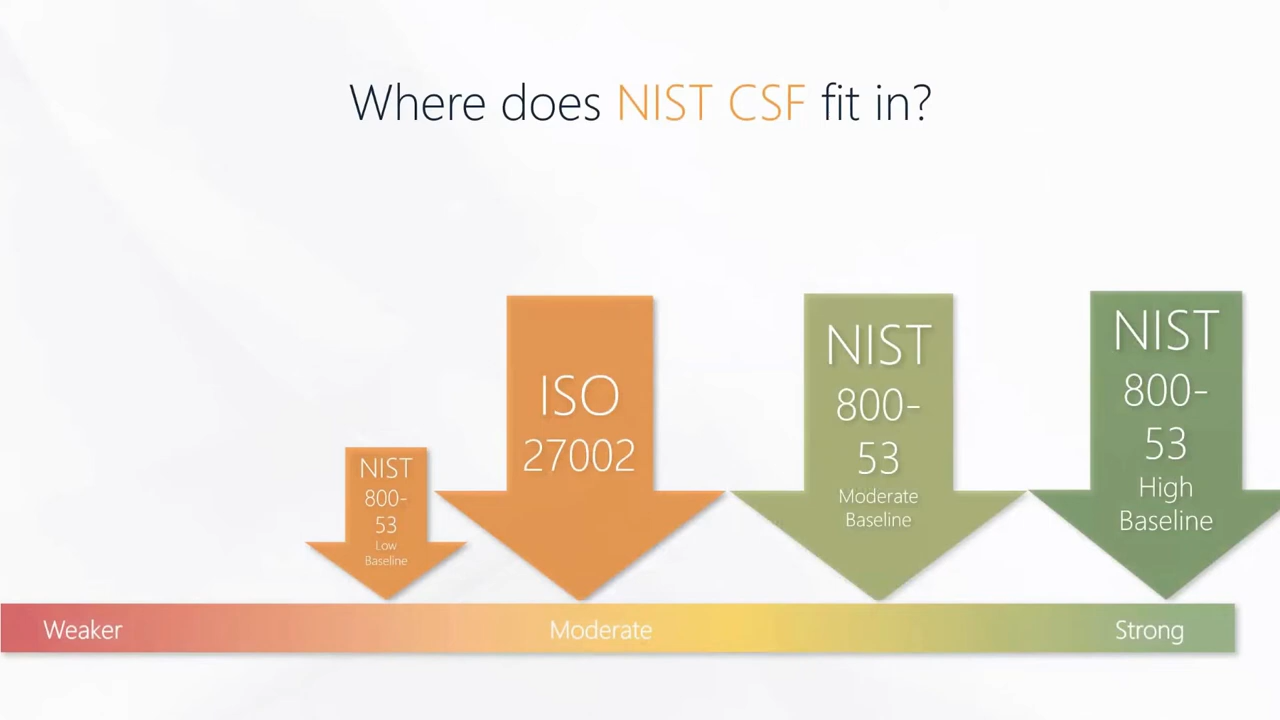 Where does NIST CSF fit in?
NIST
800-
53
Low
Baseline
ISO
27002
NIST
800-
53
Moderate
Baseline
NIST
800-
53
High
Baseline
Weaker
Moderate
Strong